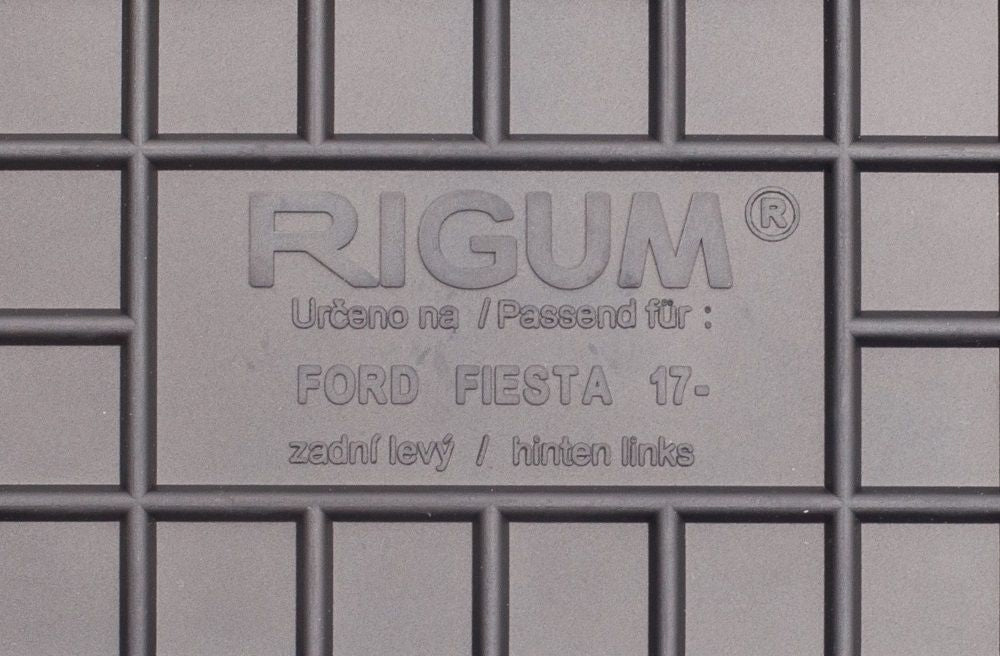 RIGUM®
Určeno na / Passend für :
FORD FIESTA 17-
zadní levý / hinten links